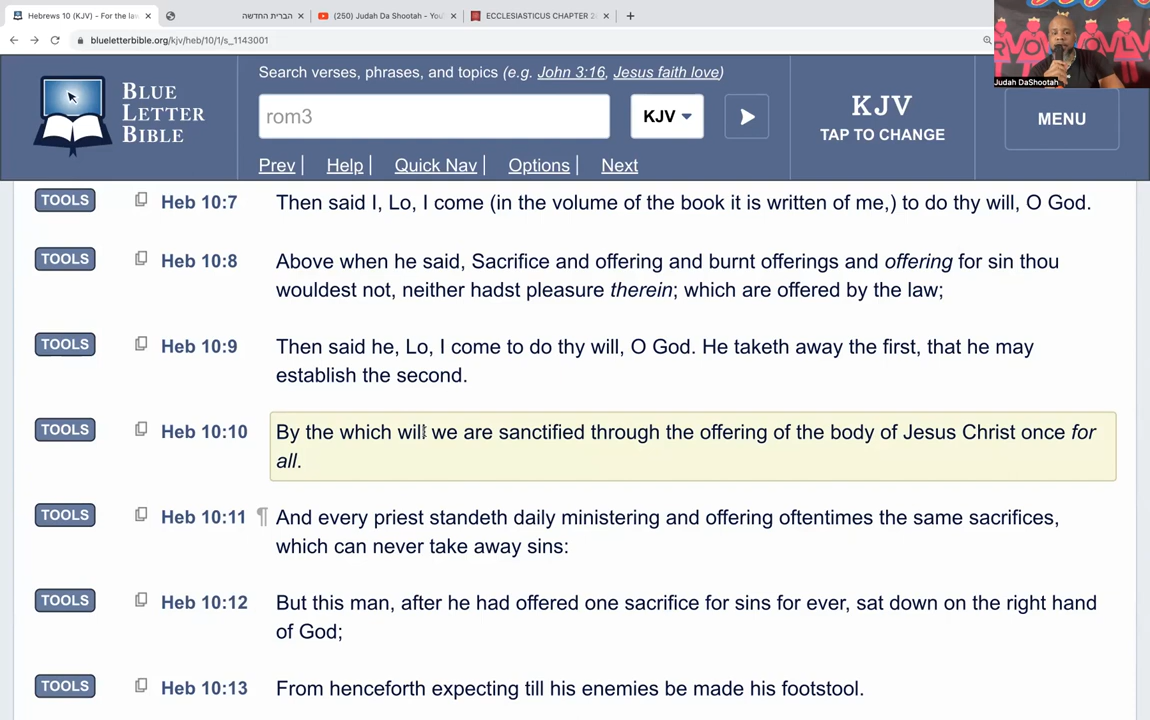 Hebrews 10 (KJV) - For the la
הברית החדשה
(250) Judah Da Shootah - You
ECCLESIASTICUS CHAPTER 2
blueletterbible.org/kjv/heb/10/1/s_1143001
Judah DaShootah
BLUE
LETTER
BIBLE
Search verses, phrases, and topics (e.g. John 3:16, Jesus faith love)
rom3
KJV
KJV
TAP TO CHANGE
MENU
Prev | Help | Quick Nav | Options | Next
TOOLS Heb 10:7 Then said I, Lo, I come (in the volume of the book it is written of me,) to do thy will, O God.
TOOLS Heb 10:8 Above when he said, Sacrifice and offering and burnt offerings and offering for sin thou
wouldest not, neither hadst pleasure therein; which are offered by the law;
TOOLS Heb 10:9 Then said he, Lo, I come to do thy will, O God. He taketh away the first, that he may
establish the second.
TOOLS Heb 10:10 By the which will we are sanctified through the offering of the body of Jesus Christ once for
all.
TOOLS Heb 10:11 ¶ And every priest standeth daily ministering and offering oftentimes the same sacrifices,
which can never take away sins:
TOOLS Heb 10:12 But this man, after he had offered one sacrifice for sins for ever, sat down on the right hand
of God;
TOOLS Heb 10:13 From henceforth expecting till his enemies be made his footstool.